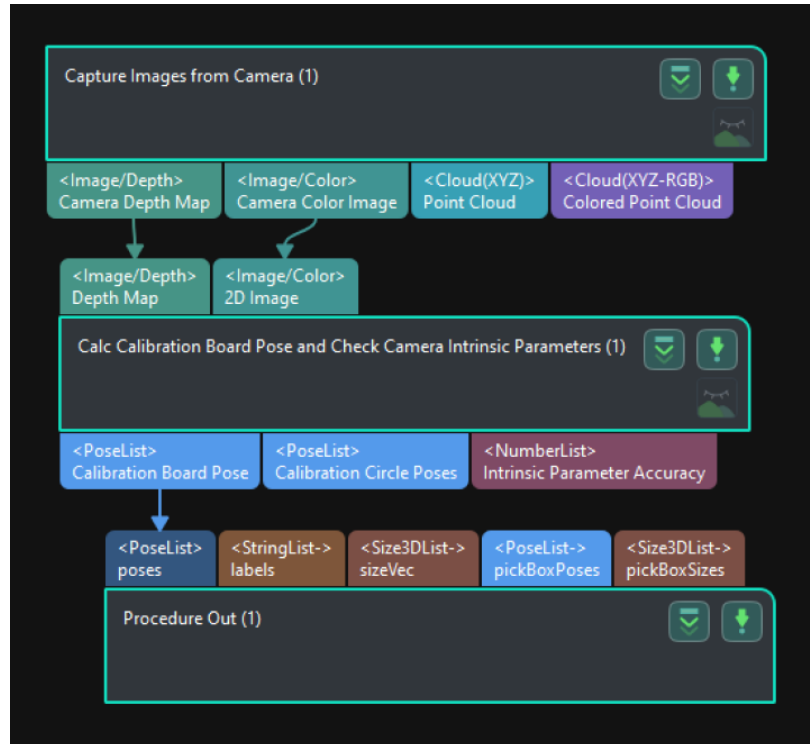 Capture Images from Camera (1)
<Image/Depth>
Camera Depth Map
<Image/Color>
Camera Color Image
<Cloud(XYZ)>
Point Cloud
<Cloud(XYZ-RGB)>
Colored Point Cloud
<Image/Depth>
Depth Map
<Image/Color>
2D Image
Calc Calibration Board Pose and Check Camera Intrinsic Parameters (1)
<PoseList>
Calibration Board Pose
<PoseList>
Calibration Circle Poses
<NumberList>
Intrinsic Parameter Accuracy
<PoseList>
poses
<StringList->
labels
<Size3DList->
sizeVec
<PoseList->
pickBoxPoses
<Size3DList->
pickBoxSizes
Procedure Out (1)